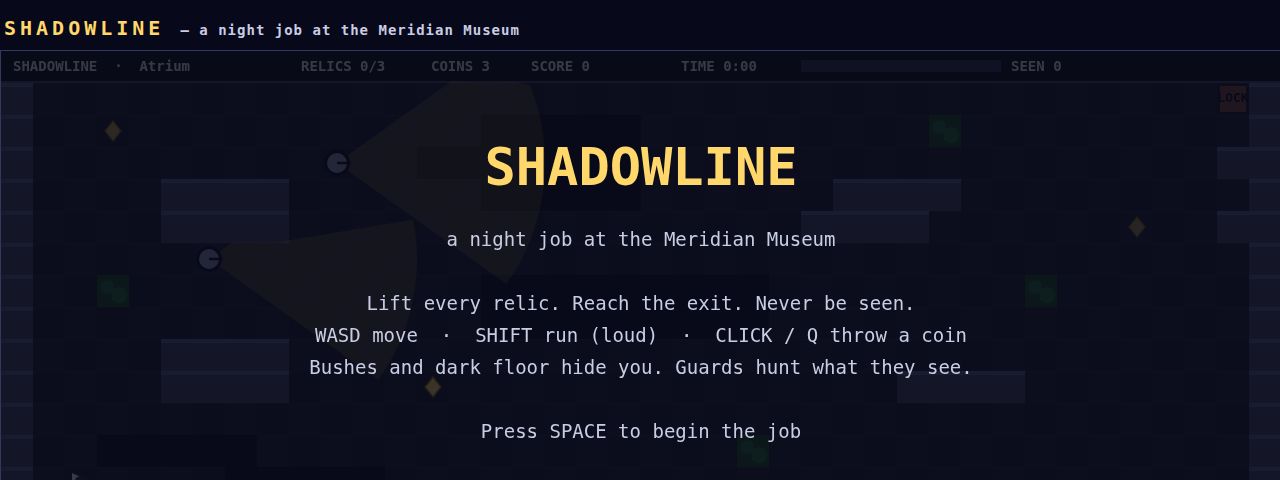 SHADOWLINE — a night job at the Meridian Museum
SHADOWLINE · Atrium RELICS 0/3 COINS 3 SCORE 0 TIME 0:00 SEEN 0
LOCK
SHADOWLINE
a night job at the Meridian Museum
Lift every relic. Reach the exit. Never be seen.
WASD move · SHIFT run (loud) · CLICK / Q throw a coin
Bushes and dark floor hide you. Guards hunt what they see.
Press SPACE to begin the job